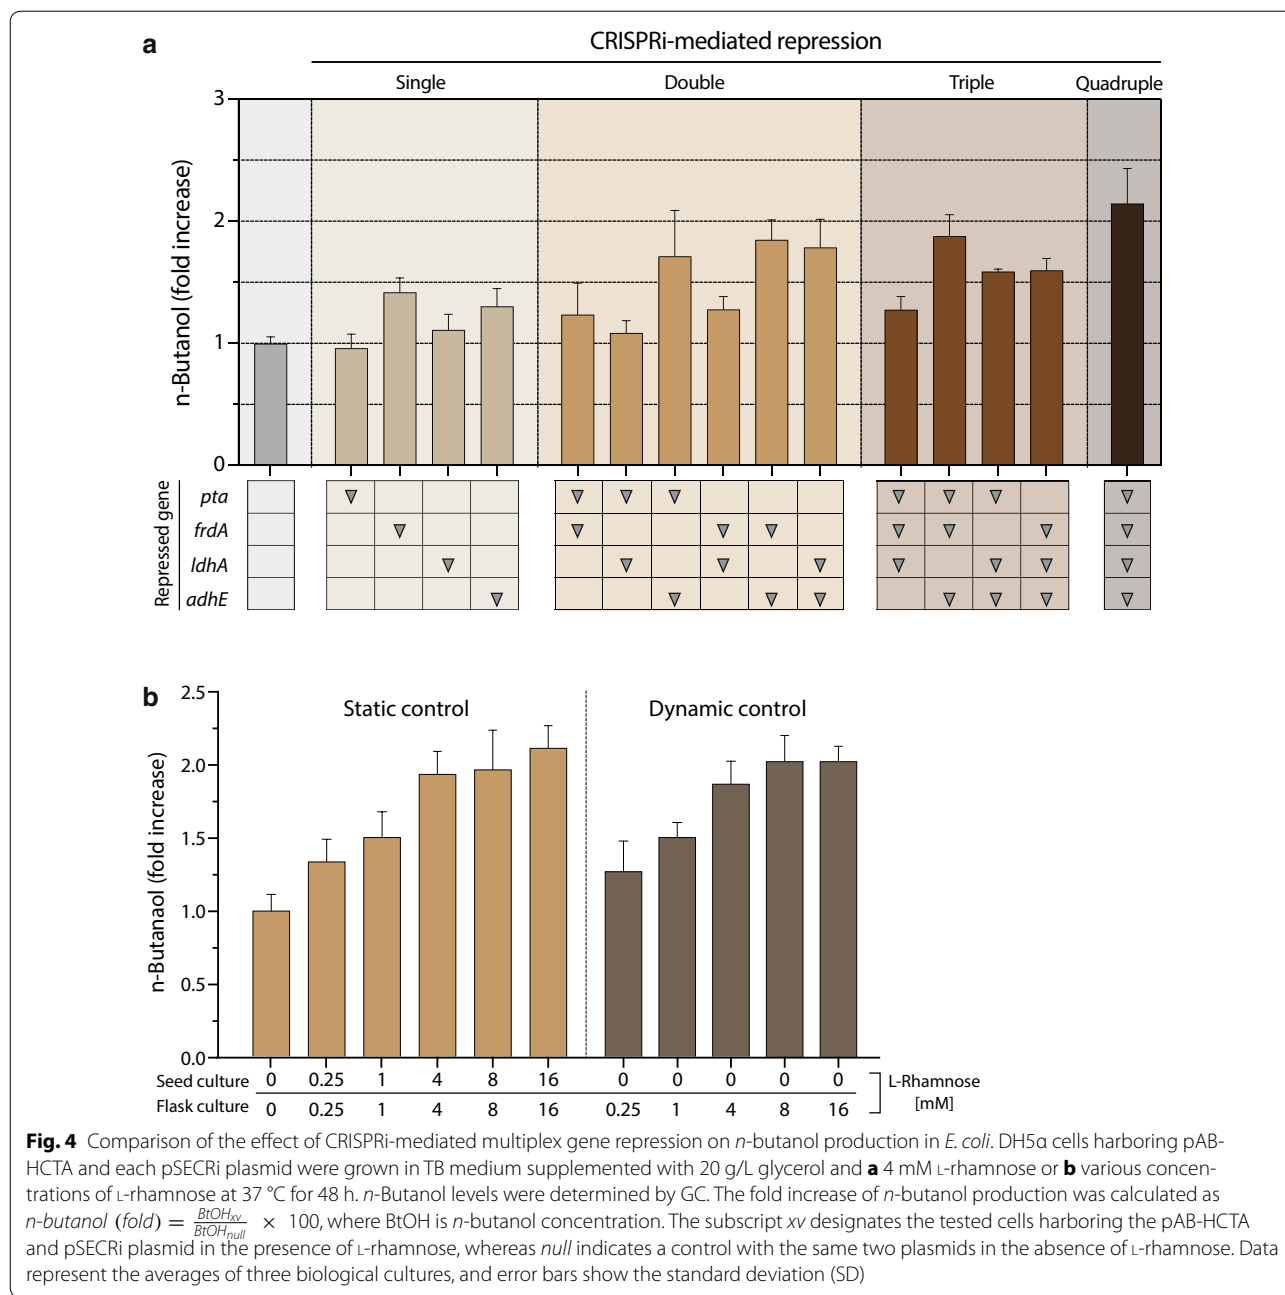 a
CRISPRi-mediated repression
Single Double Triple Quadruple
3
2
1
0
n-Butanol (fold increase)
Repressed gene
pta
frdA
ldhA
adhE
b
2.5
2.0
1.5
1.0
0.5
0.0
n-Butanaol (fold increase)
Static control Dynamic control
Seed culture 0 0.25 1 4 8 16 0 0 0 0 0
Flask culture 0 0.25 1 4 8 16 0.25 1 4 8 16
L-Rhamnose
[mM]
Fig. 4 Comparison of the effect of CRISPRi-mediated multiplex gene repression on n-butanol production in E. coli. DH5α cells harboring pAB-
HCTA and each pSECRi plasmid were grown in TB medium supplemented with 20 g/L glycerol and a 4 mM L-rhamnose or b various concen-
trations of L-rhamnose at 37 °C for 48 h. n-Butanol levels were determined by GC. The fold increase of n-butanol production was calculated as
n-butanol (fold) = BtOHxv / BtOHnull × 100, where BtOH is n-butanol concentration. The subscript xv designates the tested cells harboring the pAB-HCTA
and pSECRi plasmid in the presence of L-rhamnose, whereas null indicates a control with the same two plasmids in the absence of L-rhamnose. Data
represent the averages of three biological cultures, and error bars show the standard deviation (SD)